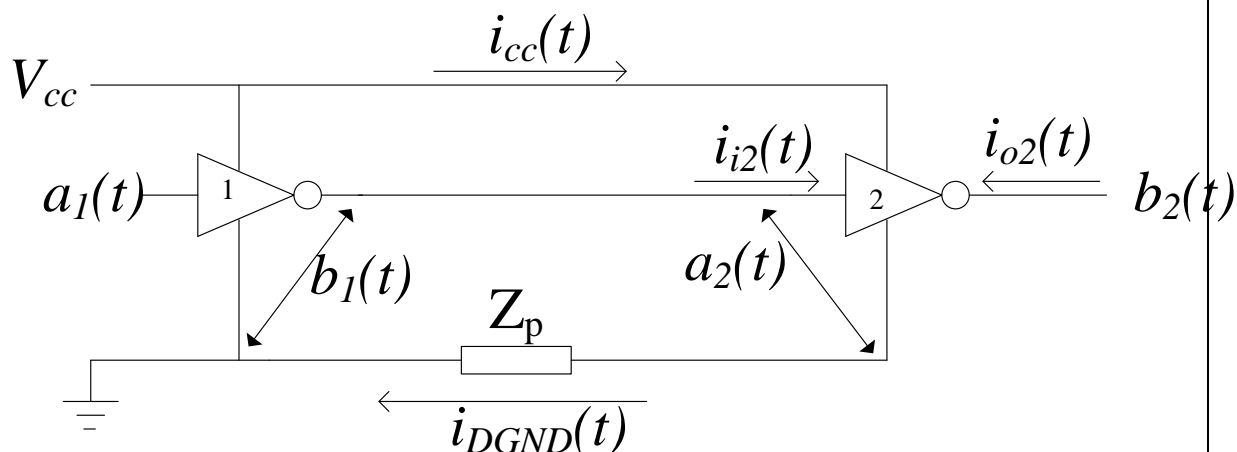 i_cc(t)
V_cc
i_i2(t)
i_o2(t)
a_1(t)
1
2
b_2(t)
b_1(t)
a_2(t)
Z_p
i_DGND(t)